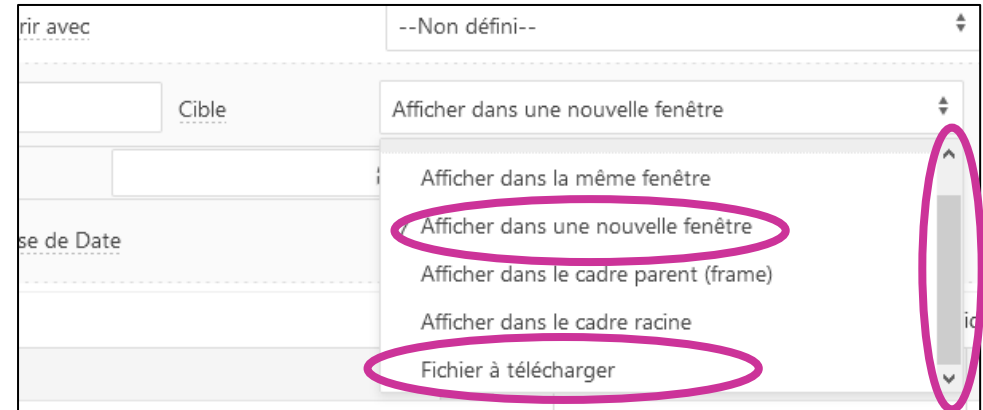 rir avec
--Non défini--
Cible
Afficher dans une nouvelle fenêtre
Afficher dans la même fenêtre
Afficher dans une nouvelle fenêtre
se de Date
Afficher dans le cadre parent (frame)
Afficher dans le cadre racine
Fichier à télécharger